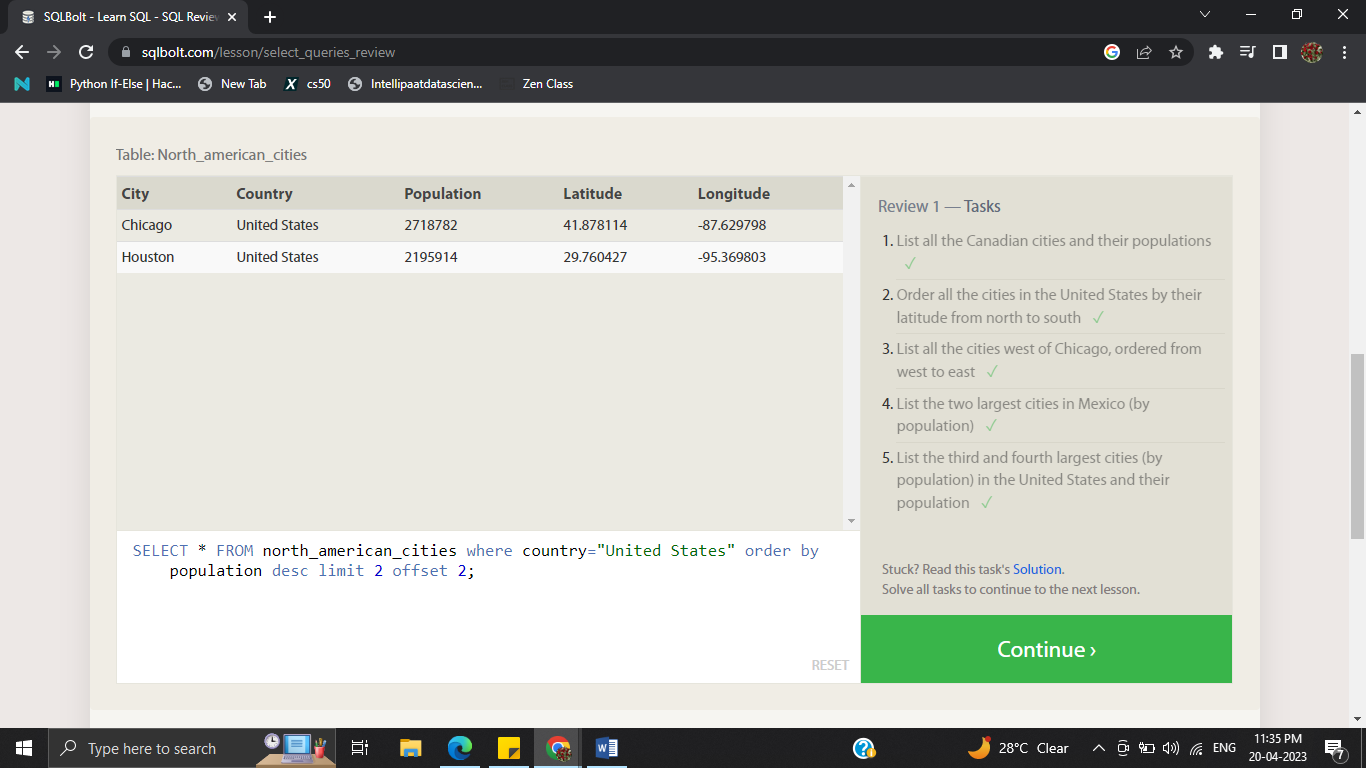 SQLBolt - Learn SQL - SQL Review
sqlbolt.com/lesson/select_queries_review
Python If-Else | Hac... New Tab cs50 Intellipaatdatascien... Zen Class
Table: North_american_cities
City Country Population Latitude Longitude
Chicago United States 2718782 41.878114 -87.629798
Houston United States 2195914 29.760427 -95.369803
SELECT * FROM north_american_cities where country="United States" order by
population desc limit 2 offset 2;
RESET
Review 1 — Tasks
1. List all the Canadian cities and their populations
✓
2. Order all the cities in the United States by their
latitude from north to south ✓
3. List all the cities west of Chicago, ordered from
west to east ✓
4. List the two largest cities in Mexico (by
population) ✓
5. List the third and fourth largest cities (by
population) in the United States and their
population ✓
Stuck? Read this task's Solution.
Solve all tasks to continue to the next lesson.
Continue ›
Type here to search
28°C Clear
ENG
11:35 PM
20-04-2023
7